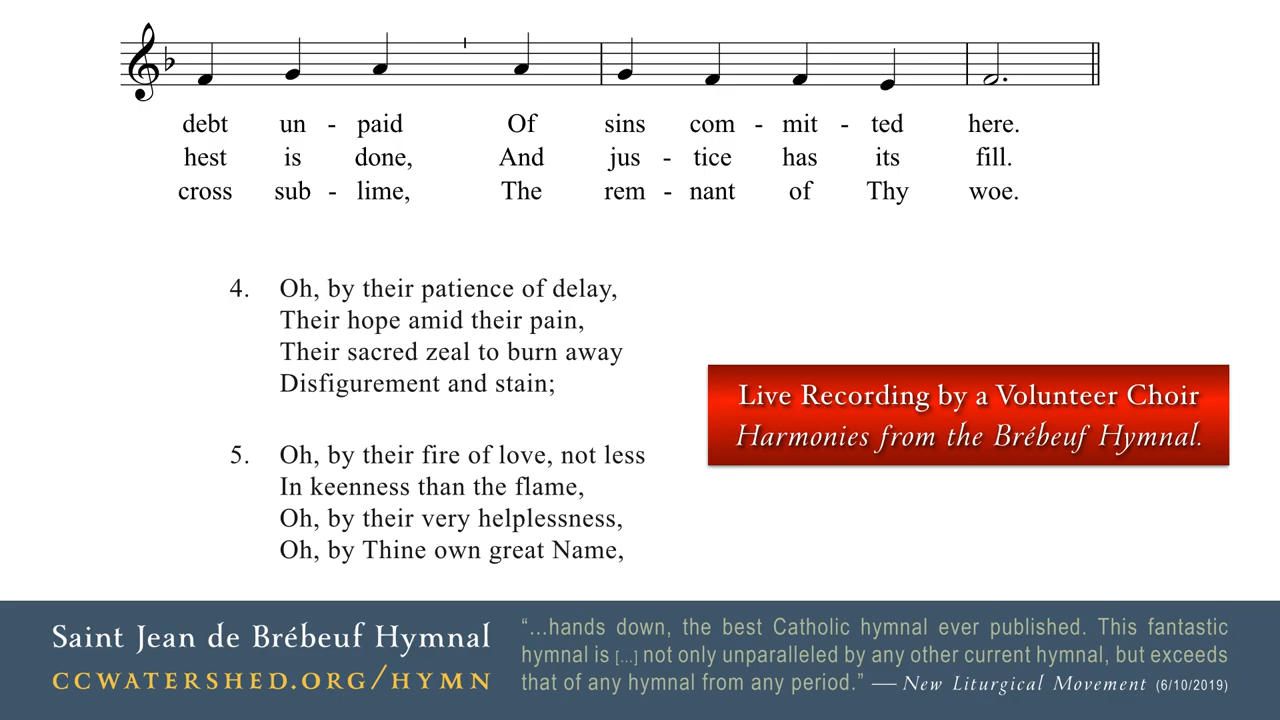 debt un - paid Of sins com - mit - ted here.
hest is done, And jus - tice has its fill.
cross sub - lime, The rem - nant of Thy woe.
4. Oh, by their patience of delay,
Their hope amid their pain,
Their sacred zeal to burn away
Disfigurement and stain;
5. Oh, by their fire of love, not less
In keenness than the flame,
Oh, by their very helplessness,
Oh, by Thine own great Name,
Live Recording by a Volunteer Choir
Harmonies from the Brébeuf Hymnal.
Saint Jean de Brébeuf Hymnal
CCWATERSHED.ORG/HYMN
“…hands down, the best Catholic hymnal ever published. This fantastic
hymnal is [...] not only unparalleled by any other current hymnal, but exceeds
that of any hymnal from any period.” — New Liturgical Movement (6/10/2019)